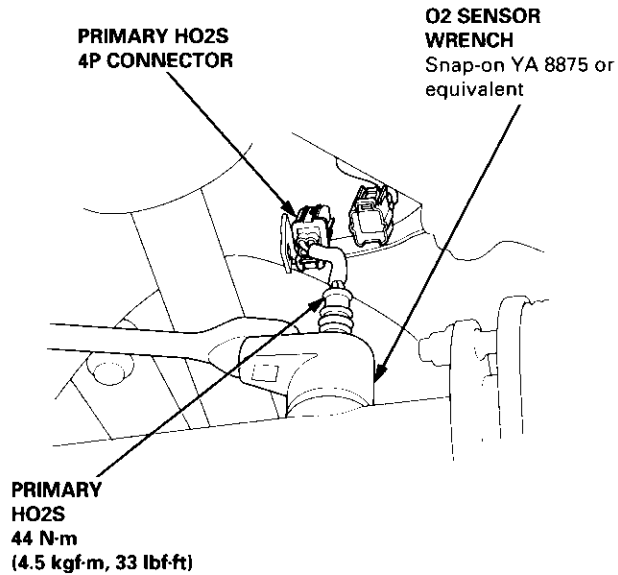 PRIMARY HO2S
4P CONNECTOR
O2 SENSOR
WRENCH
Snap-on YA 8875 or
equivalent
PRIMARY
HO2S
44 N·m
(4.5 kgf·m, 33 lbf·ft)